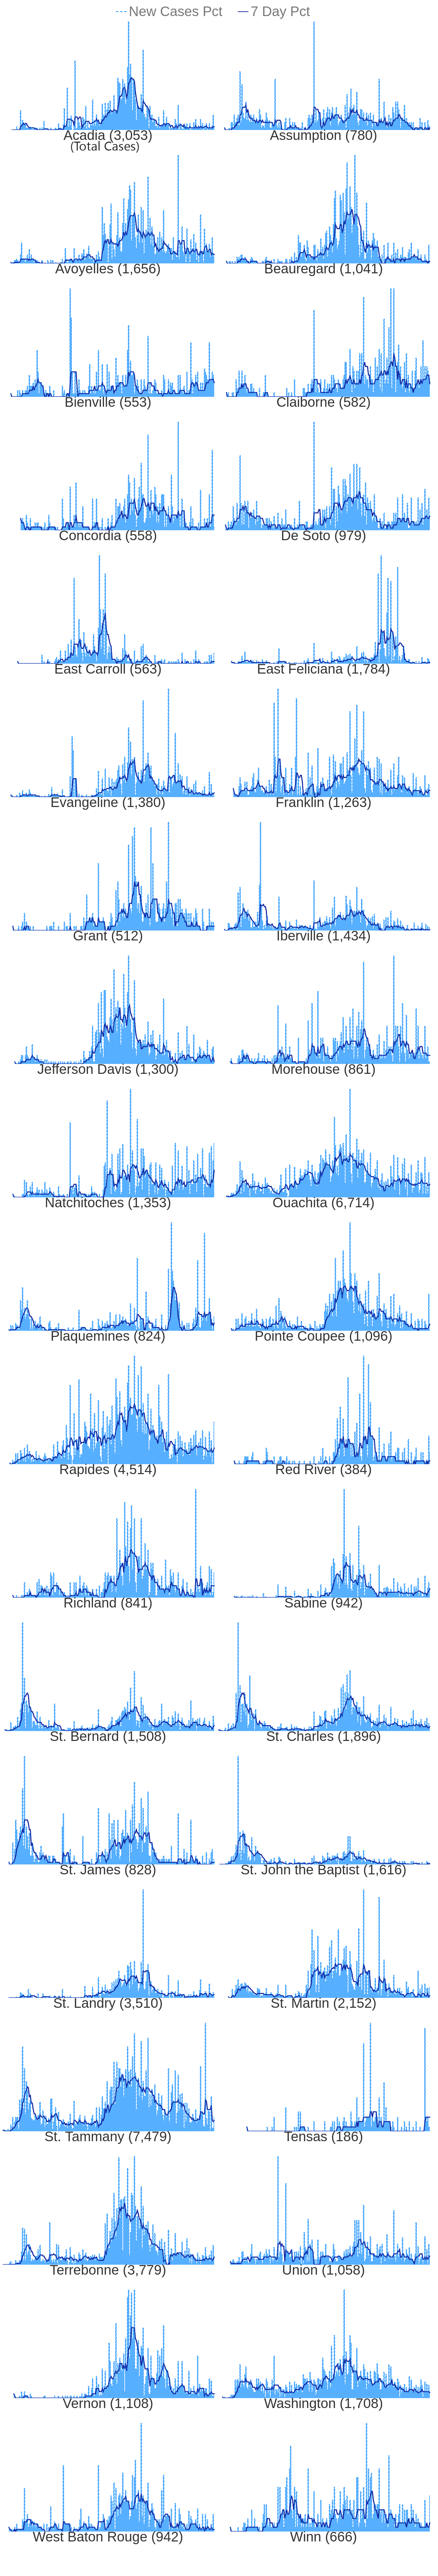 New Cases Pct 7 Day Pct
Acadia (3,053) Assumption (780)
(Total Cases)
Avoyelles (1,656) Beauregard (1,041)
Bienville (553) Claiborne (582)
Concordia (558) De Soto (979)
East Carroll (563) East Feliciana (1,784)
Evangeline (1,380) Franklin (1,263)
Grant (512) Iberville (1,434)
Jefferson Davis (1,300) Morehouse (861)
Natchitoches (1,353) Ouachita (6,714)
Plaquemines (824) Pointe Coupee (1,096)
Rapides (4,514) Red River (384)
Richland (841) Sabine (942)
St. Bernard (1,508) St. Charles (1,896)
St. James (828) St. John the Baptist (1,616)
St. Landry (3,510) St. Martin (2,152)
St. Tammany (7,479) Tensas (186)
Terrebonne (3,779) Union (1,058)
Vernon (1,108) Washington (1,708)
West Baton Rouge (942) Winn (666)